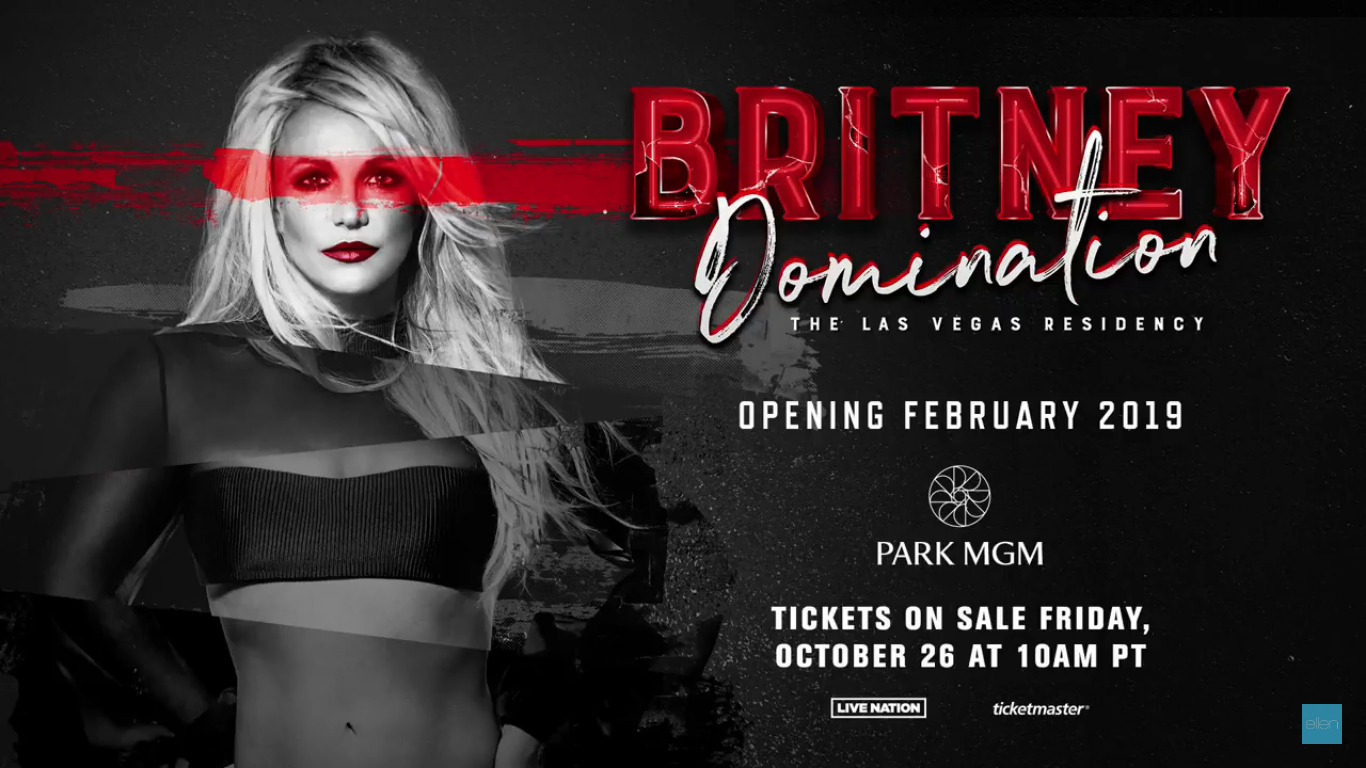 BRITNEY
Domination
THE LAS VEGAS RESIDENCY
OPENING FEBRUARY 2019
PARK MGM
TICKETS ON SALE FRIDAY,
OCTOBER 26 AT 10AM PT
LIVE NATION
ticketmaster®
ellen